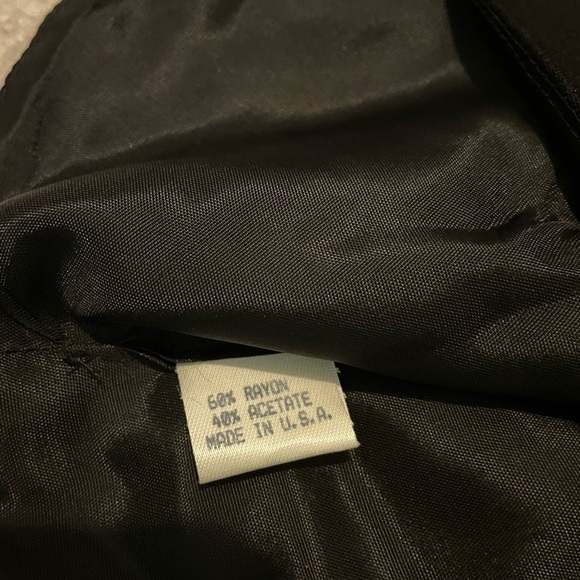 60% RAYON
40% ACETATE
MADE IN U.S.A.